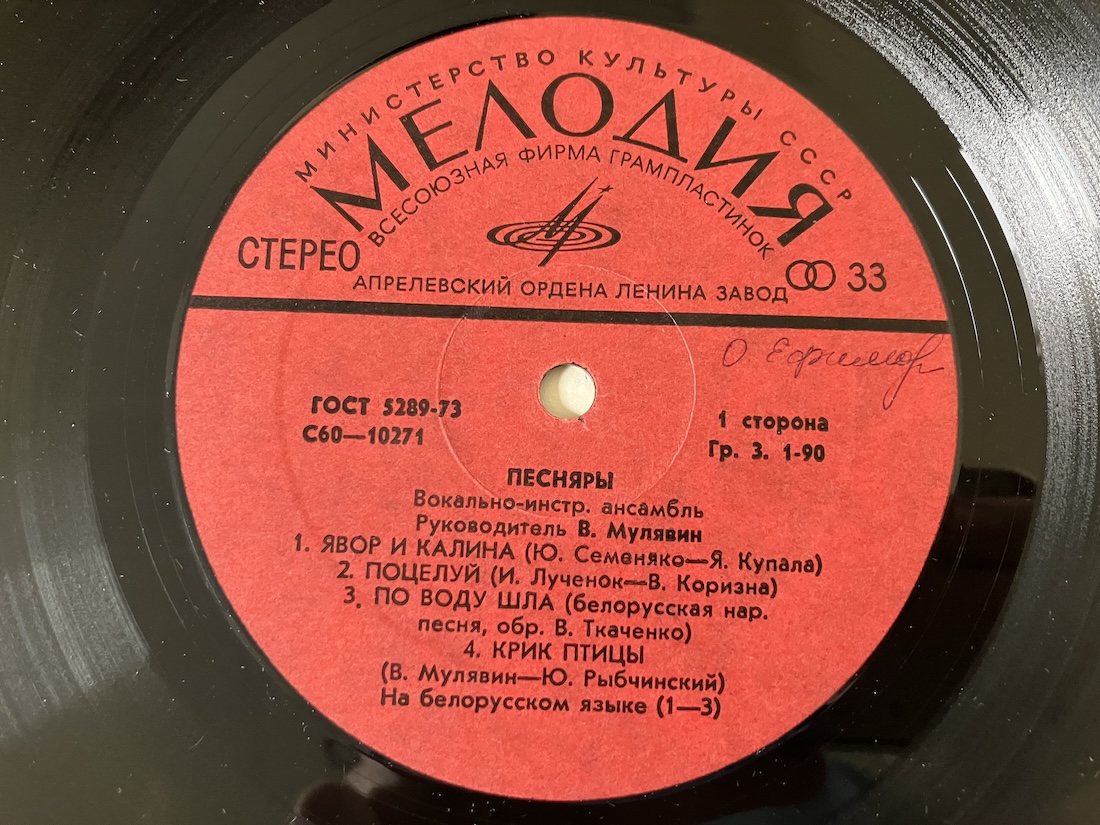 МИНИСТЕРСТВО КУЛЬТУРЫ СССР
МЕЛОДИЯ
ВСЕСОЮЗНАЯ ФИРМА ГРАМПЛАСТИНОК
СТЕРЕО
33
АПРЕЛЕВСКИЙ ОРДЕНА ЛЕНИНА ЗАВОД
О. Ефимов
ГОСТ 5289-73
С60—10271
1 сторона
Гр. 3. 1-90
ПЕСНЯРЫ
Вокально-инстр. ансамбль
Руководитель В. Мулявин
1. ЯВОР И КАЛИНА (Ю. Семеняко—Я. Купала)
2. ПОЦЕЛУЙ (И. Лученок—В. Коризна)
3. ПО ВОДУ ШЛА (белорусская нар.
песня, обр. В. Ткаченко)
4. КРИК ПТИЦЫ
(В. Мулявин—Ю. Рыбчинский)
На белорусском языке (1—3)